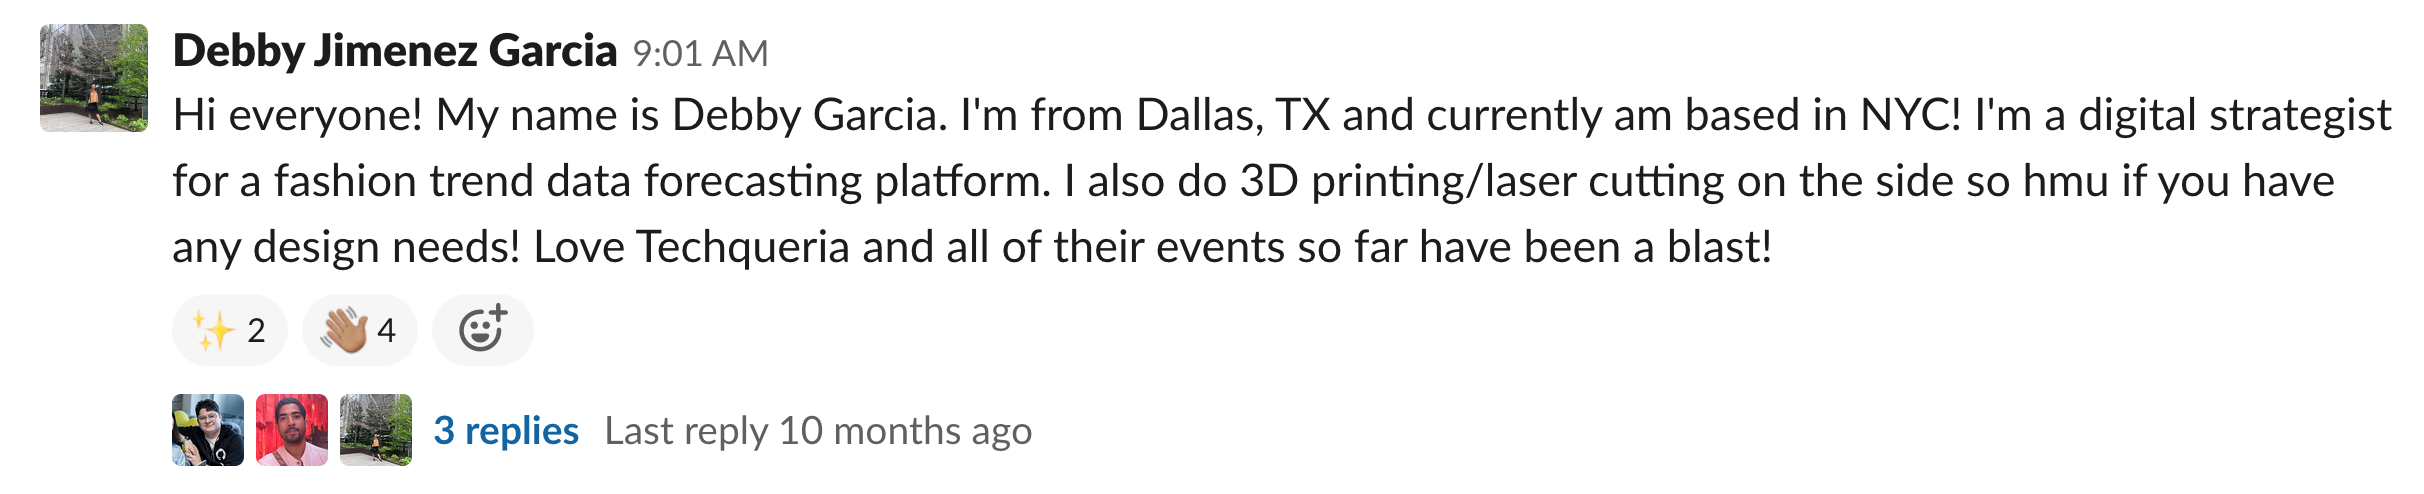 Debby Jimenez Garcia 9:01 AM
Hi everyone! My name is Debby Garcia. I'm from Dallas, TX and currently am based in NYC! I'm a digital strategist
for a fashion trend data forecasting platform. I also do 3D printing/laser cutting on the side so hmu if you have
any design needs! Love Techqueria and all of their events so far have been a blast!
2 4
3 replies Last reply 10 months ago